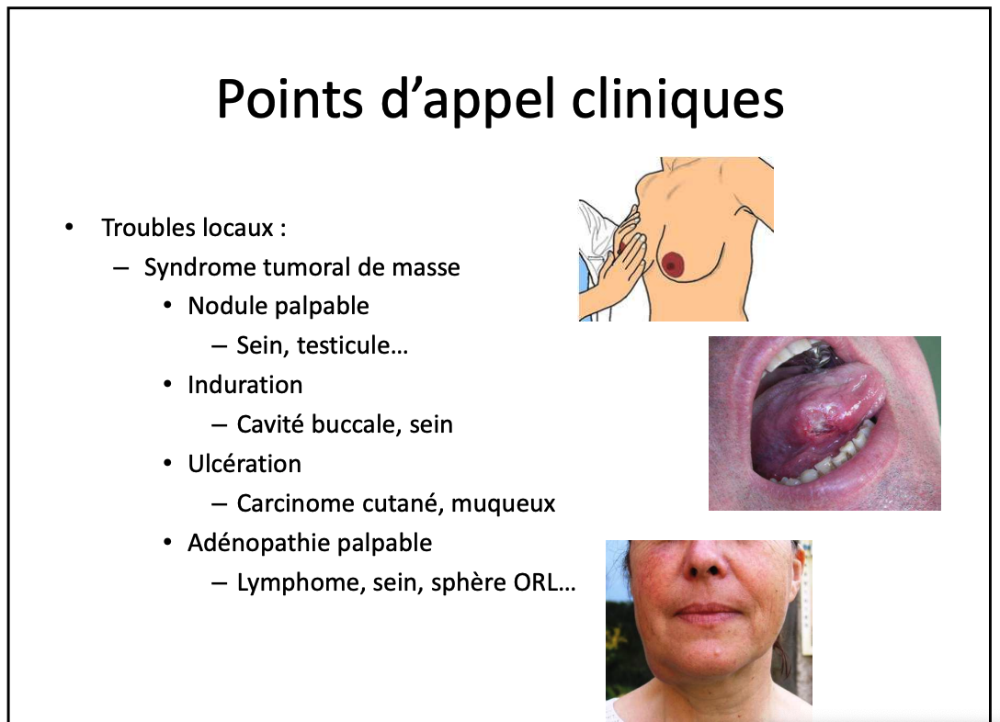 Points d’appel cliniques
• Troubles locaux :
– Syndrome tumoral de masse
• Nodule palpable
– Sein, testicule…
• Induration
– Cavité buccale, sein
• Ulcération
– Carcinome cutané, muqueux
• Adénopathie palpable
– Lymphome, sein, sphère ORL…